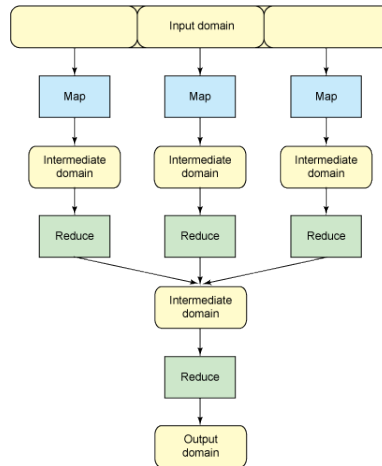 Input domain
Map
Map
Map
Intermediate
domain
Intermediate
domain
Intermediate
domain
Reduce
Reduce
Reduce
Intermediate
domain
Reduce
Output
domain